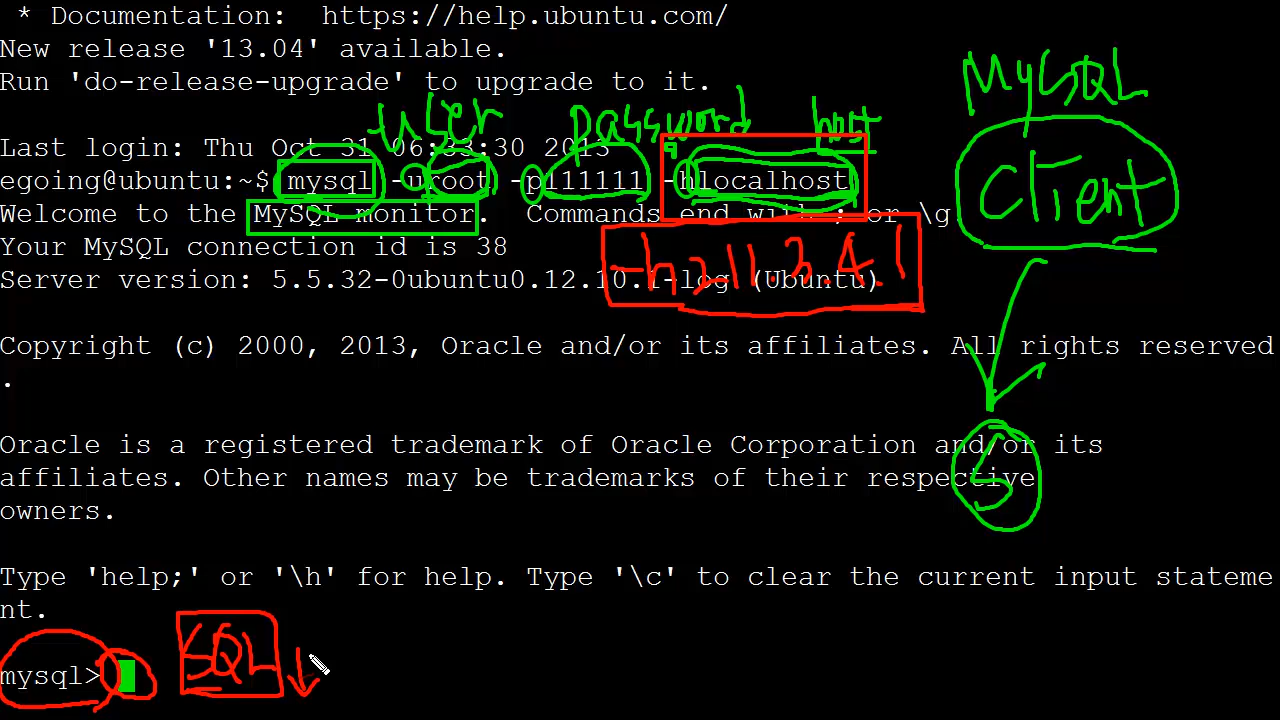 * Documentation:  https://help.ubuntu.com/
New release '13.04' available.
Run 'do-release-upgrade' to upgrade to it.
MySQL
user password host
Last login: Thu Oct 31 06:33:30 2013
egoing@ubuntu:~$ mysql -uroot -p111111 -hlocalhost
client
Welcome to the MySQL monitor.  Commands end with ; or \g.
Your MySQL connection id is 38
-h211.3.4.1
Server version: 5.5.32-0ubuntu0.12.10.1-log (Ubuntu)
Copyright (c) 2000, 2013, Oracle and/or its affiliates. All rights reserved
.
Oracle is a registered trademark of Oracle Corporation and/or its
S
affiliates. Other names may be trademarks of their respective
owners.
Type 'help;' or '\h' for help. Type '\c' to clear the current input stateme
nt.
mysql>
SQL